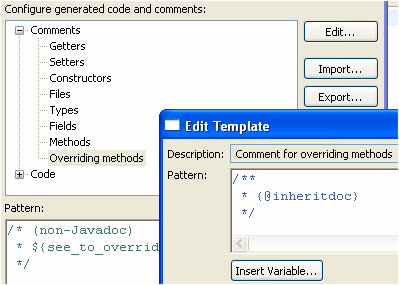 Configure generated code and comments:
Comments
Getters
Setters
Constructors
Files
Types
Fields
Methods
Overriding methods
Code
Edit...
Import...
Export...
Pattern:
/* (non-Javadoc)
* ${see_to_overrid
*/
Edit Template
Description: Comment for overriding methods
Pattern:
/**
* {@inheritdoc}
*/
Insert Variable...